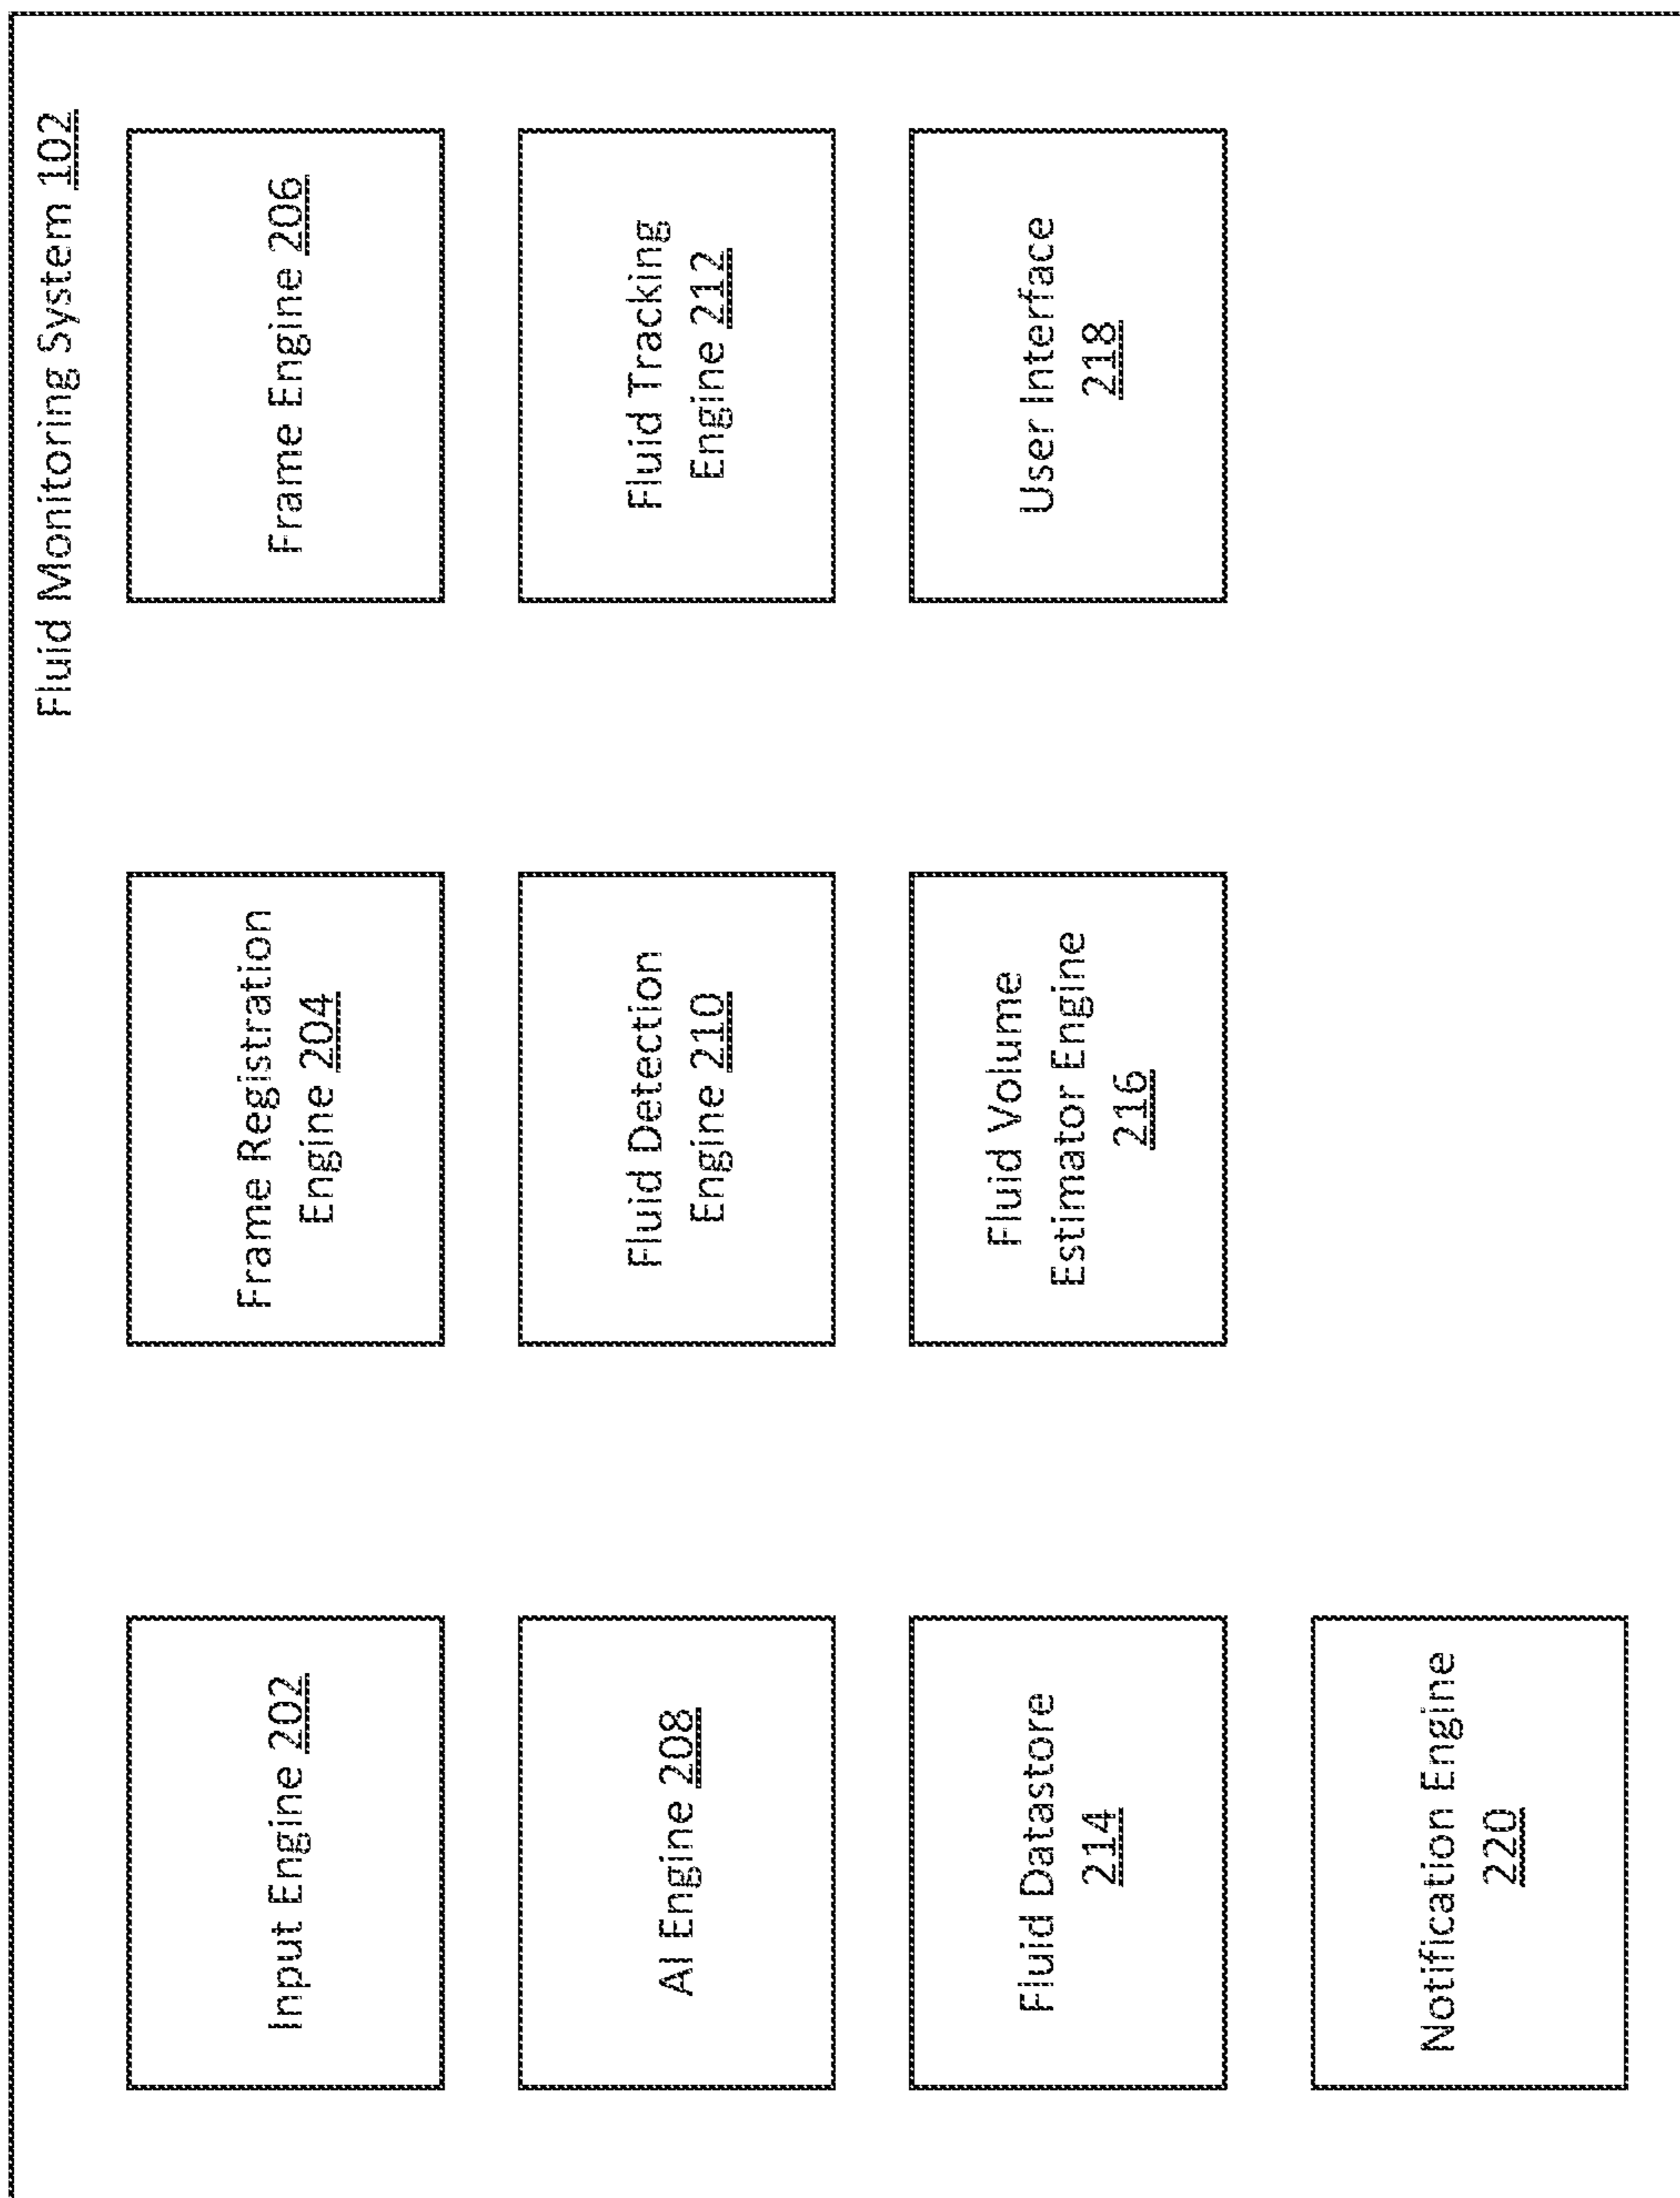 Fluid Monitoring System 102
Input Engine 202
Frame Registration
Engine 204
Frame Engine 206
AI Engine 208
Fluid Detection
Engine 210
Fluid Tracking
Engine 212
Fluid Datastore
214
Fluid Volume
Estimator Engine
216
User Interface
218
Notification Engine
220